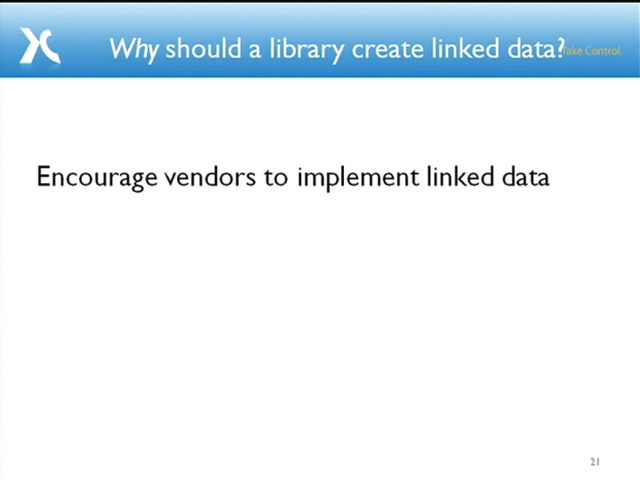 Why should a library create linked data?
Take Control.
Encourage vendors to implement linked data
21